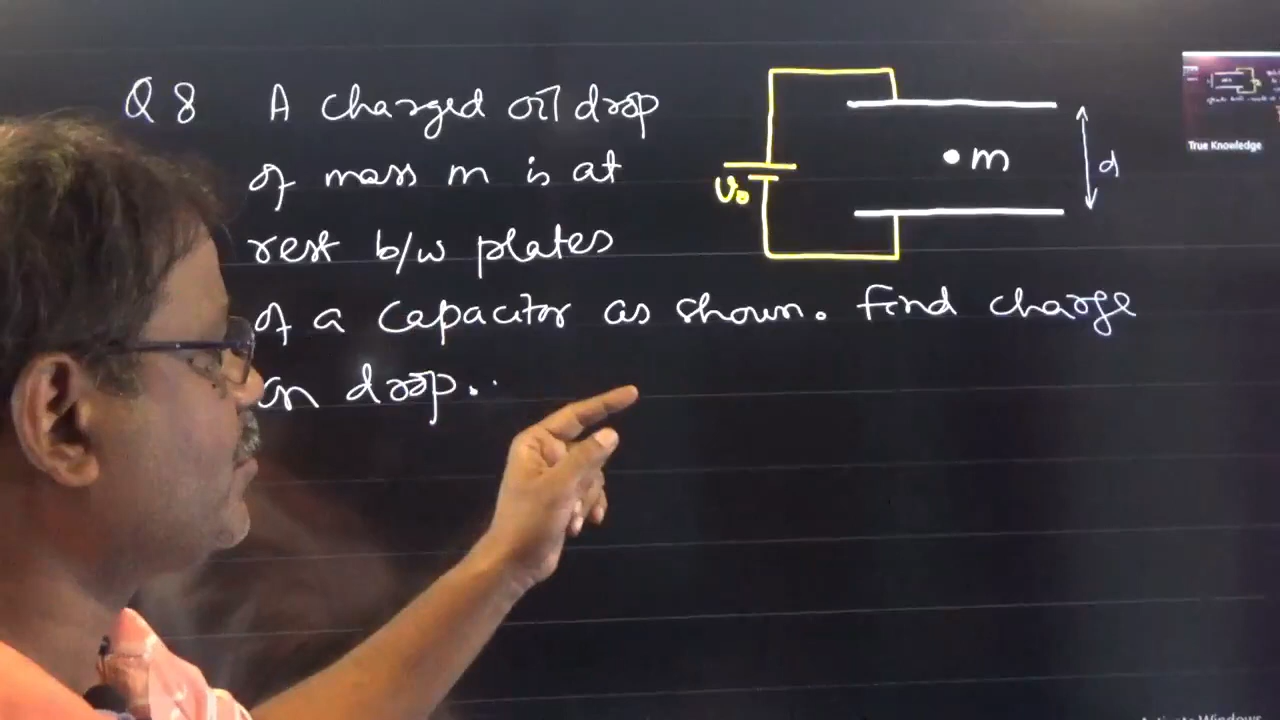 Q 8 A charged oil drop
of mass m is at
rest b/w plates
of a capacitor as shown. Find charge
on drop.
V₀
m
d
True Knowledge